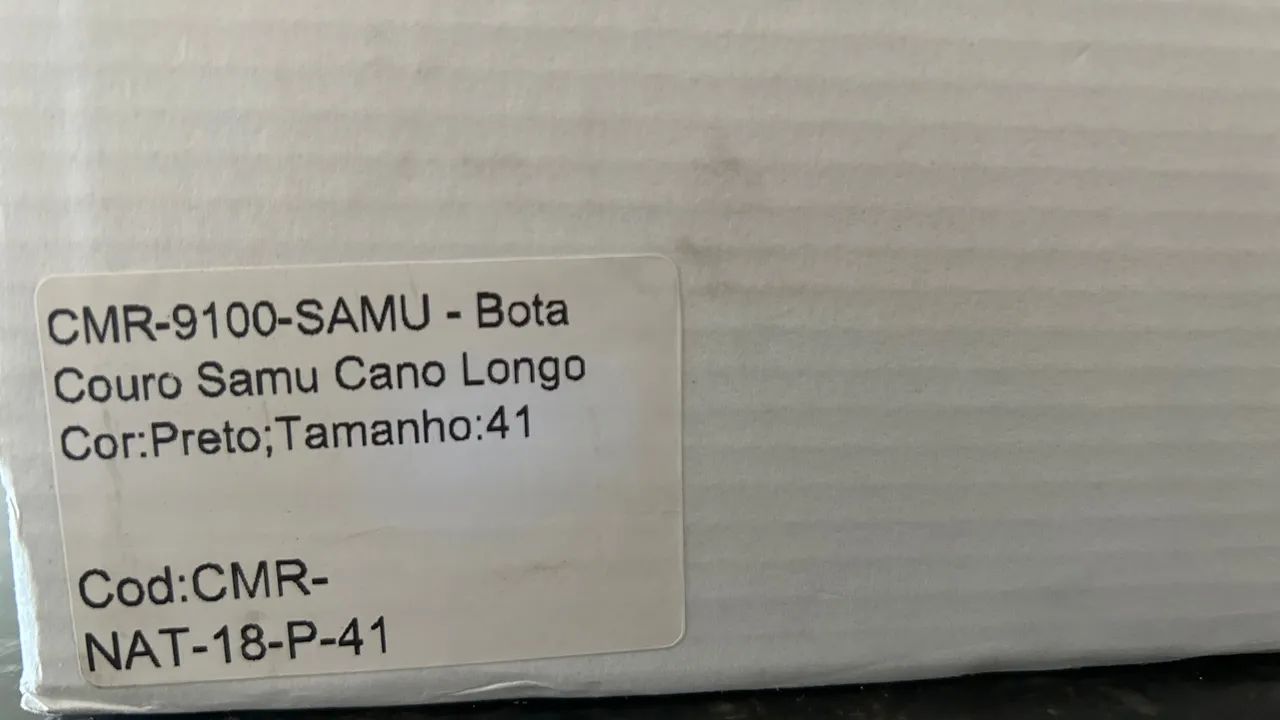 CMR-9100-SAMU - Bota
Couro Samu Cano Longo
Cor:Preto;Tamanho:41
Cod:CMR-
NAT-18-P-41